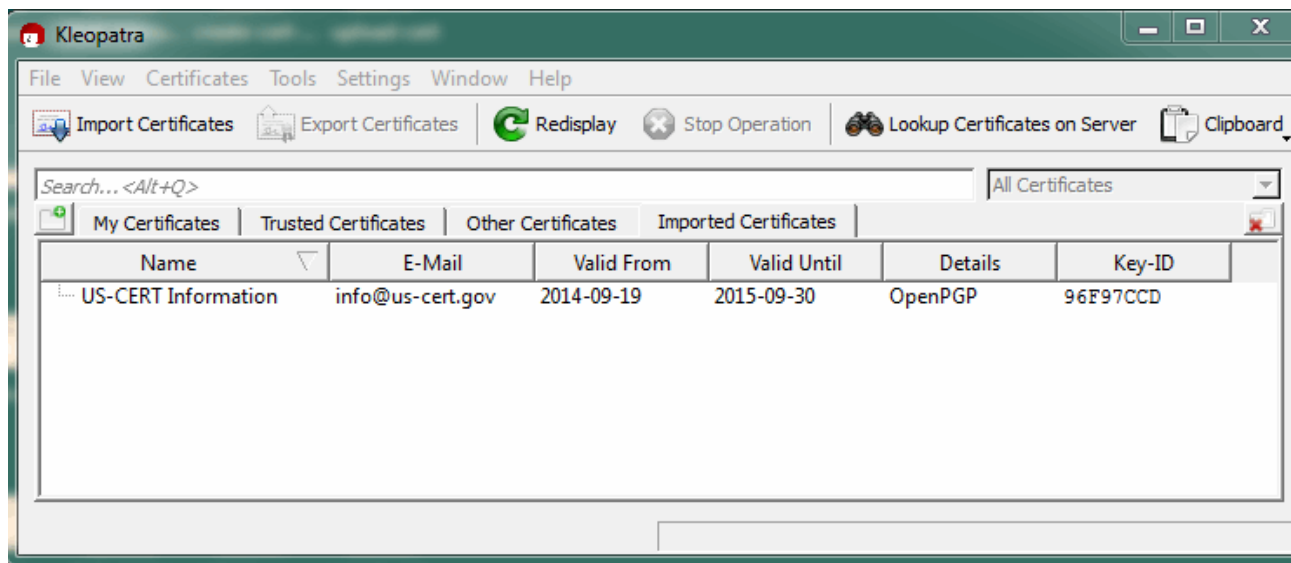 Kleopatra
File View Certificates Tools Settings Window Help
Import Certificates Export Certificates Redisplay Stop Operation Lookup Certificates on Server Clipboard
Search...<Alt+Q> All Certificates
My Certificates Trusted Certificates Other Certificates Imported Certificates
Name E-Mail Valid From Valid Until Details Key-ID
US-CERT Information info@us-cert.gov 2014-09-19 2015-09-30 OpenPGP 96F97CCD